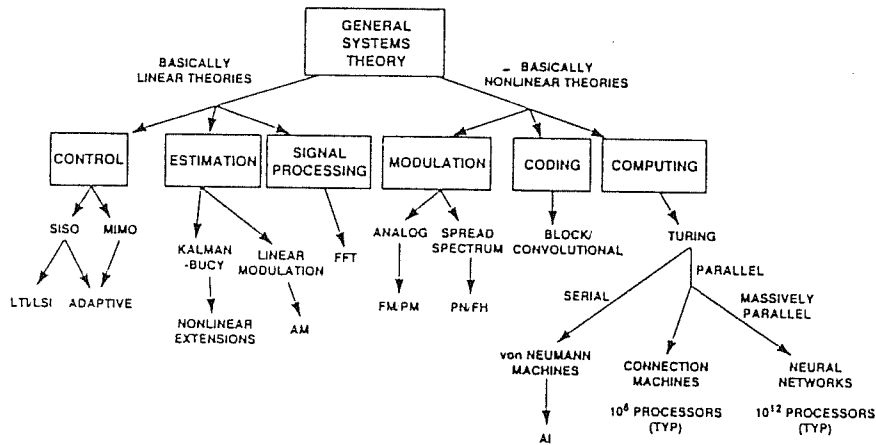 GENERAL
SYSTEMS
THEORY
BASICALLY
LINEAR THEORIES
BASICALLY
NONLINEAR THEORIES
CONTROL
ESTIMATION
SIGNAL
PROCESSING
MODULATION
CODING
COMPUTING
SISO
MIMO
KALMAN
-BUCY
LINEAR
MODULATION
FFT
ANALOG
SPREAD
SPECTRUM
BLOCK/
CONVOLUTIONAL
TURING
LTI/LSI
ADAPTIVE
NONLINEAR
EXTENSIONS
AM
FM/PM
PN/FH
SERIAL
PARALLEL
MASSIVELY
PARALLEL
von NEUMANN
MACHINES
CONNECTION
MACHINES
NEURAL
NETWORKS
10⁶ PROCESSORS
(TYP)
10¹² PROCESSORS
(TYP)
AI